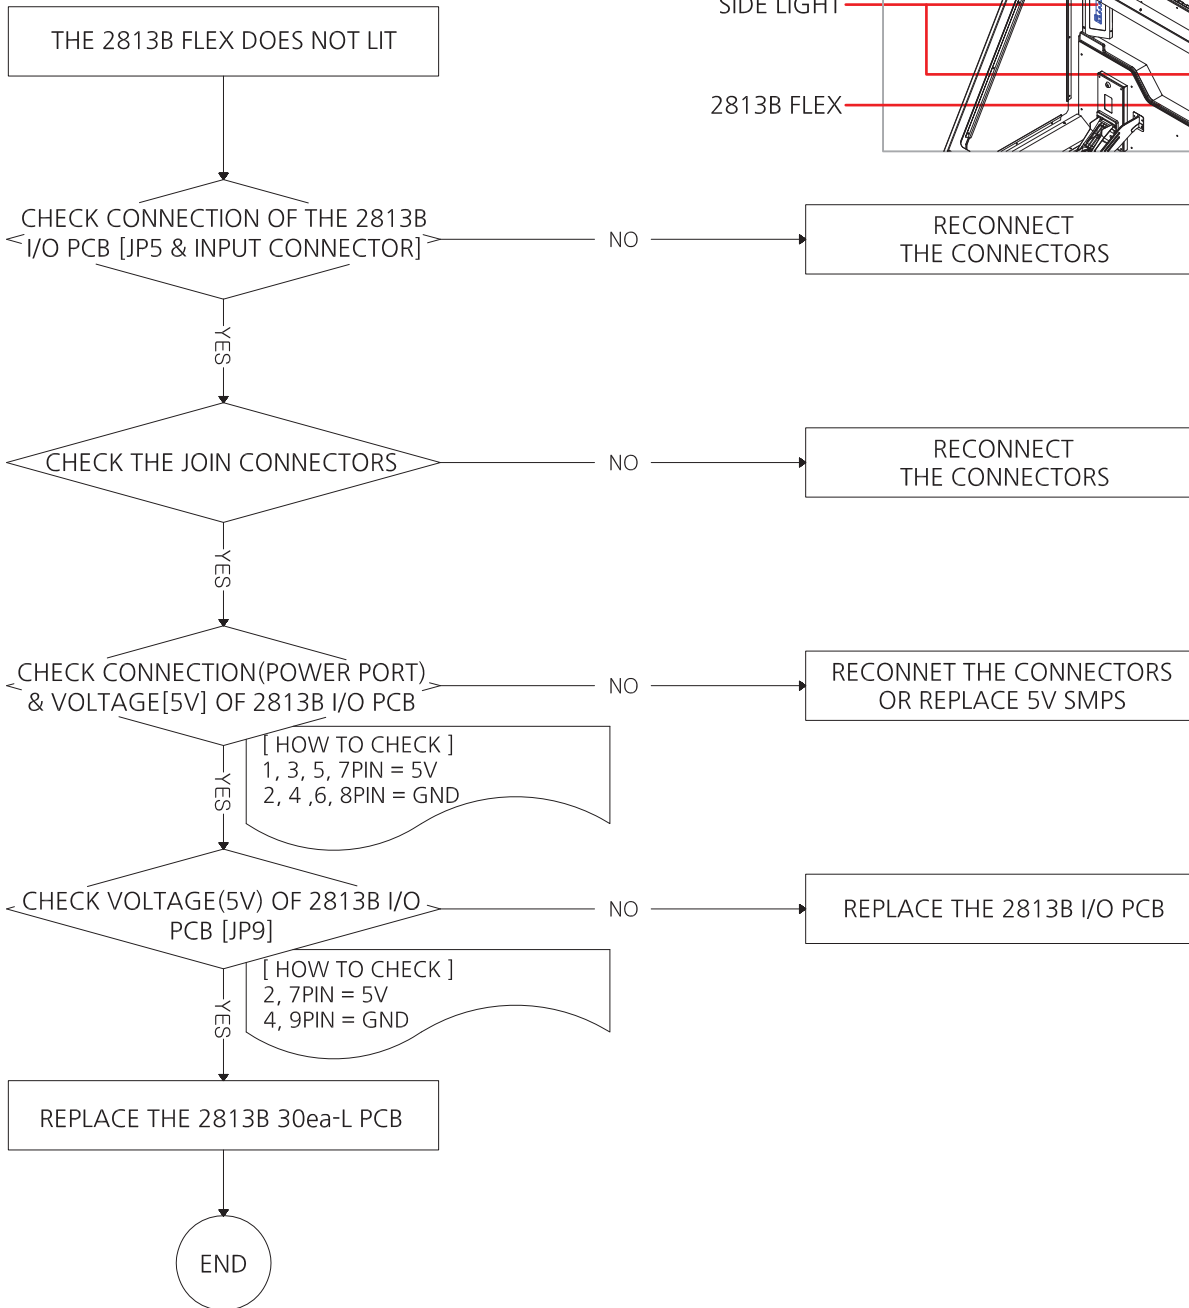 SIDE LIGHT
2813B FLEX
THE 2813B FLEX DOES NOT LIT
CHECK CONNECTION OF THE 2813B
I/O PCB [JP5 & INPUT CONNECTOR]
NO
RECONNECT
THE CONNECTORS
YES
CHECK THE JOIN CONNECTORS
NO
RECONNECT
THE CONNECTORS
YES
CHECK CONNECTION(POWER PORT)
& VOLTAGE[5V] OF 2813B I/O PCB
NO
RECONNET THE CONNECTORS
OR REPLACE 5V SMPS
[ HOW TO CHECK ]
1, 3, 5, 7PIN = 5V
2, 4 ,6, 8PIN = GND
YES
CHECK VOLTAGE(5V) OF 2813B I/O
PCB [JP9]
NO
REPLACE THE 2813B I/O PCB
[ HOW TO CHECK ]
2, 7PIN = 5V
4, 9PIN = GND
YES
REPLACE THE 2813B 30ea-L PCB
END